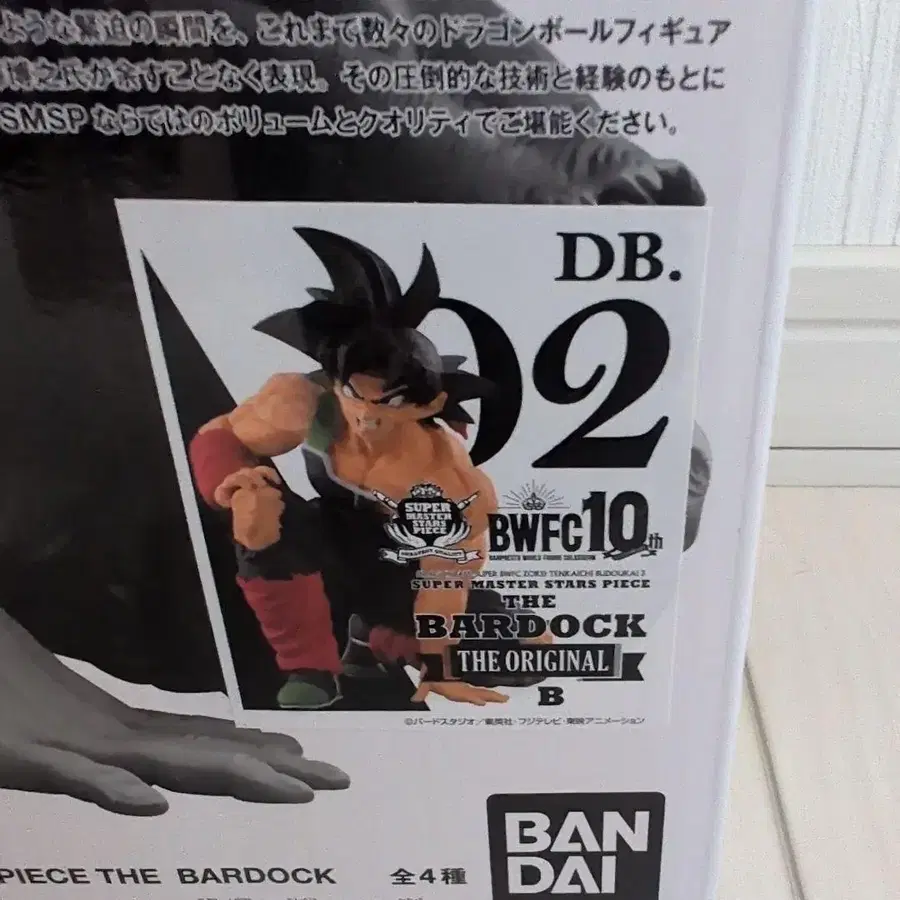 ような緊迫の瞬間を、これまで数々のドラゴンボールフィギュア
博之氏が余すことなく表現。その圧倒的な技術と経験のもとに
SMSP ならではのボリュームとクオリティでご堪能ください。
DB.
02
SUPER
MASTER
STARS
PIECE
BWFC 10th
BANPRESTO WORLD FIGURE COLOSSEUM
SUPER MASTER STARS PIECE
THE
BARDOCK
THE ORIGINAL
B
©バードスタジオ／集英社・フジテレビ・東映アニメーション
PIECE THE BARDOCK 全4種
BAN
DAI